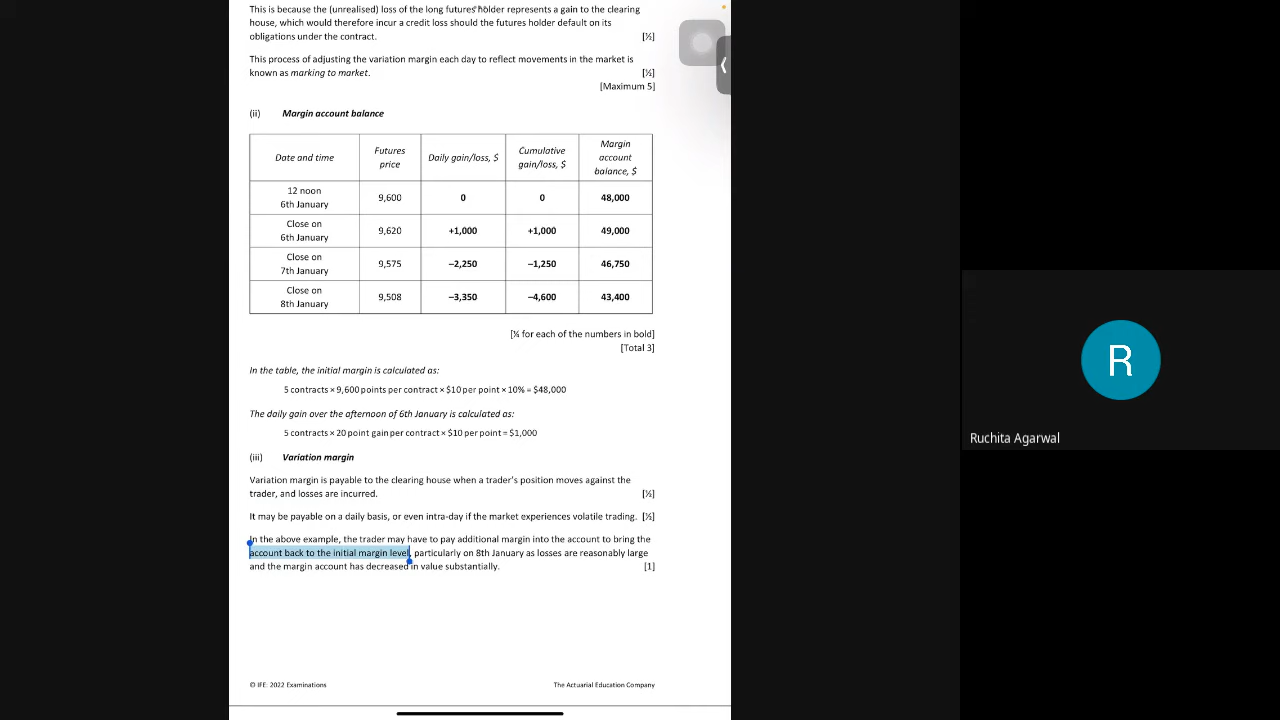 This is because the (unrealised) loss of the long futures holder represents a gain to the clearing
house, which would therefore incur a credit loss should the futures holder default on its
obligations under the contract. [½]
This process of adjusting the variation margin each day to reflect movements in the market is
known as marking to market. [½]
[Maximum 5]
(ii) Margin account balance
Date and time Futures price Daily gain/loss, $ Cumulative gain/loss, $ Margin account balance, $
12 noon 6th January 9,600 0 0 48,000
Close on 6th January 9,620 +1,000 +1,000 49,000
Close on 7th January 9,575 –2,250 –1,250 46,750
Close on 8th January 9,508 –3,350 –4,600 43,400
[¼ for each of the numbers in bold]
[Total 3]
In the table, the initial margin is calculated as:
5 contracts × 9,600 points per contract × $10 per point × 10% = $48,000
The daily gain over the afternoon of 6th January is calculated as:
5 contracts × 20 point gain per contract × $10 per point = $1,000
(iii) Variation margin
Variation margin is payable to the clearing house when a trader's position moves against the
trader, and losses are incurred. [½]
It may be payable on a daily basis, or even intra-day if the market experiences volatile trading. [½]
In the above example, the trader may have to pay additional margin into the account to bring the
account back to the initial margin level, particularly on 8th January as losses are reasonably large
and the margin account has decreased in value substantially. [1]
© IFE: 2022 Examinations The Actuarial Education Company
R
Ruchita Agarwal